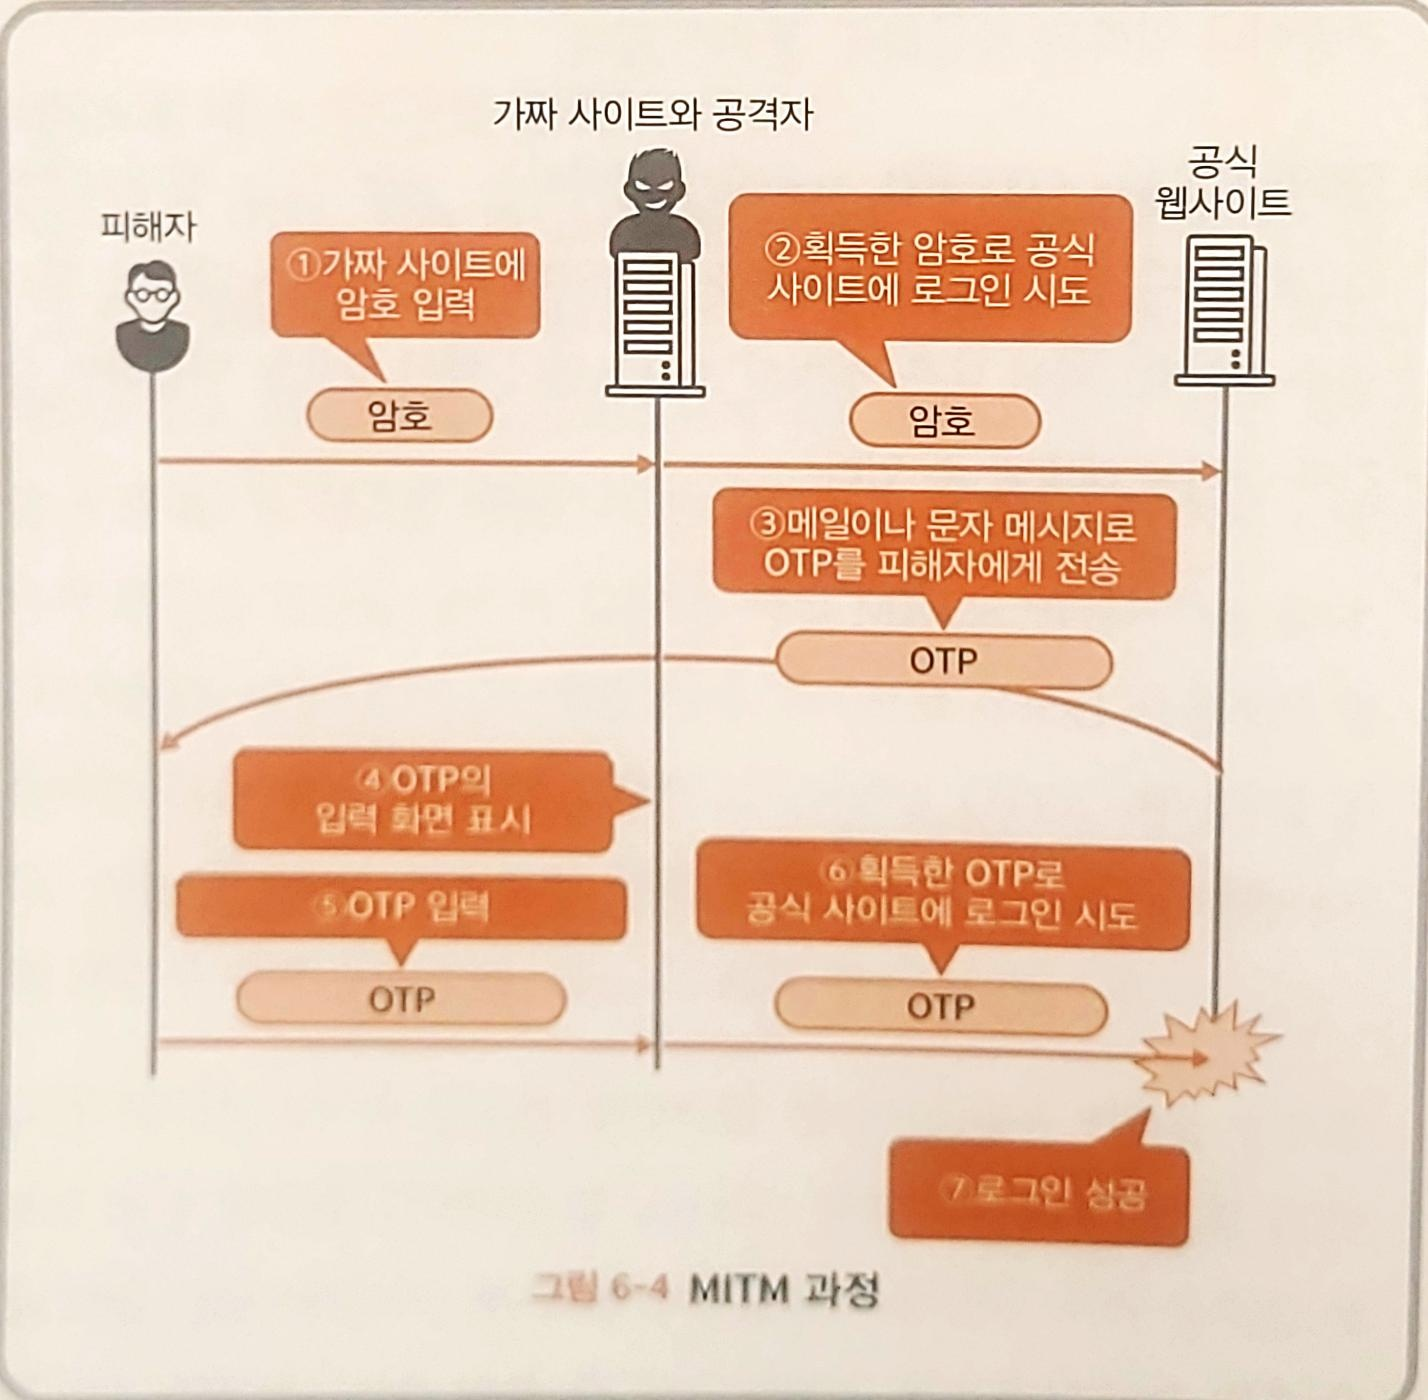 가짜 사이트와 공격자
공식
웹사이트
피해자
①가짜 사이트에
암호 입력
②획득한 암호로 공식
사이트에 로그인 시도
암호
암호
③메일이나 문자 메시지로
OTP를 피해자에게 전송
OTP
④OTP의
입력 화면 표시
⑤OTP 입력
⑥획득한 OTP로
공식 사이트에 로그인 시도
OTP
OTP
⑦로그인 성공
그림 6-4 MITM 과정